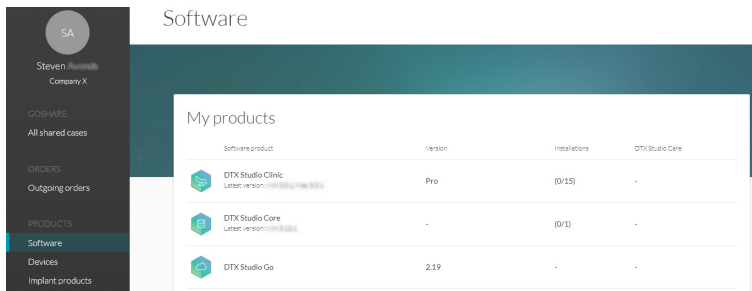 SA
Steven
Company X
GOSHARE
All shared cases
ORDERS
Outgoing orders
PRODUCTS
Software
Devices
Implant products
Software
My products
Software product Version Installations DTX Studio Care
DTX Studio Clinic
Latest version:
Pro (0/15) -
DTX Studio Core
Latest version:
- (0/1) -
DTX Studio Go 2.19 - -